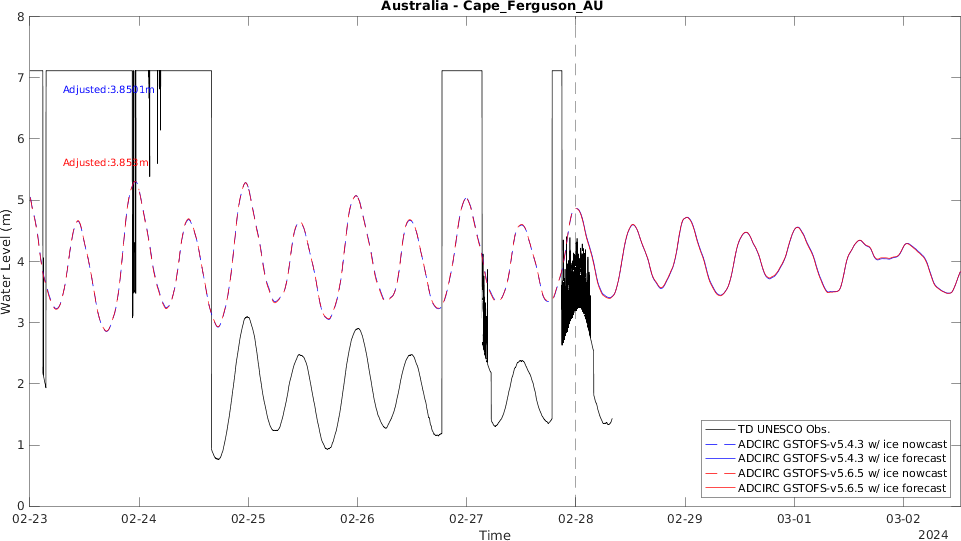 Australia - Cape_Ferguson_AU
8
7
6
5
4
3
2
1
0
Water Level (m)
Adjusted:3.8501m
02-23
02-24
02-25
02-26
02-27
02-28
02-29
03-01
03-02
Time
2024
TD UNESCO Obs.
ADCIRC GSTOFS-v5.4.3 w/ ice nowcast
ADCIRC GSTOFS-v5.4.3 w/ ice forecast
ADCIRC GSTOFS-v5.6.5 w/ ice nowcast
ADCIRC GSTOFS-v5.6.5 w/ ice forecast